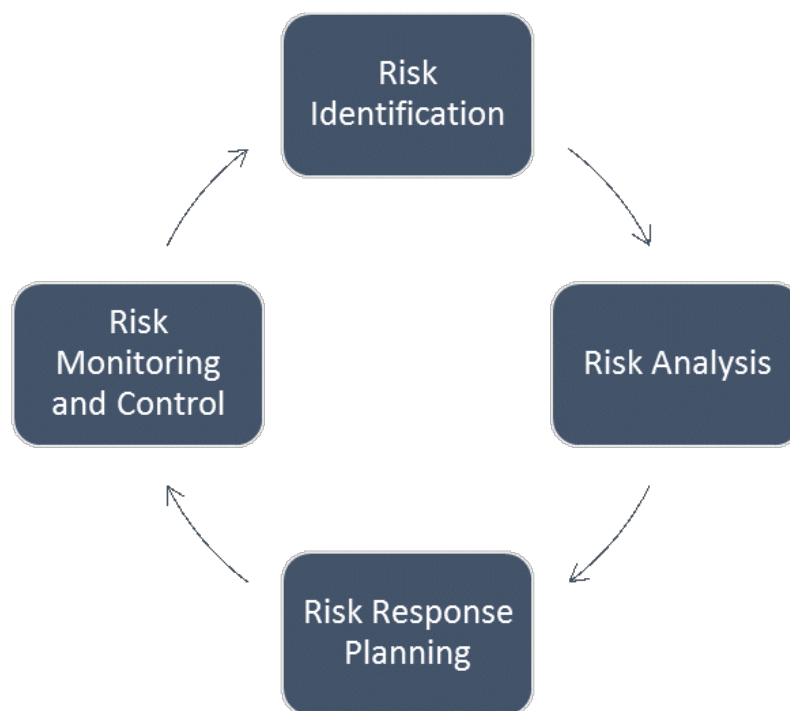 Risk
Identification
Risk
Monitoring
and Control
Risk Analysis
Risk Response
Planning